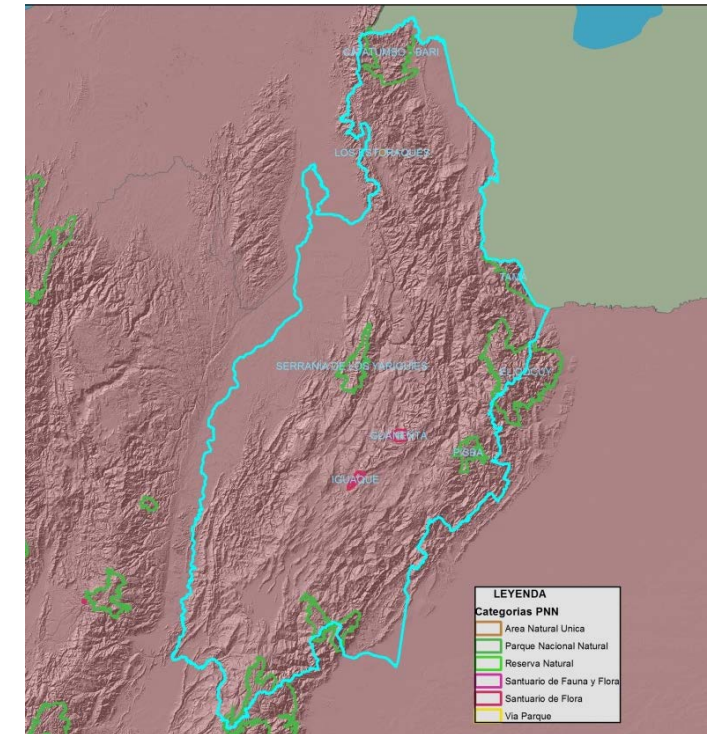 CATATUMBO - BARI
LOS ESTORAQUES
TAMA
SERRANIA DE LOS YARIGUIES
EL COCUY
GUANENTA
PISBA
IGUAQUE
LEYENDA
Categorias PNN
Area Natural Unica
Parque Nacional Natural
Reserva Natural
Santuario de Fauna y Flora
Santuario de Flora
Via Parque